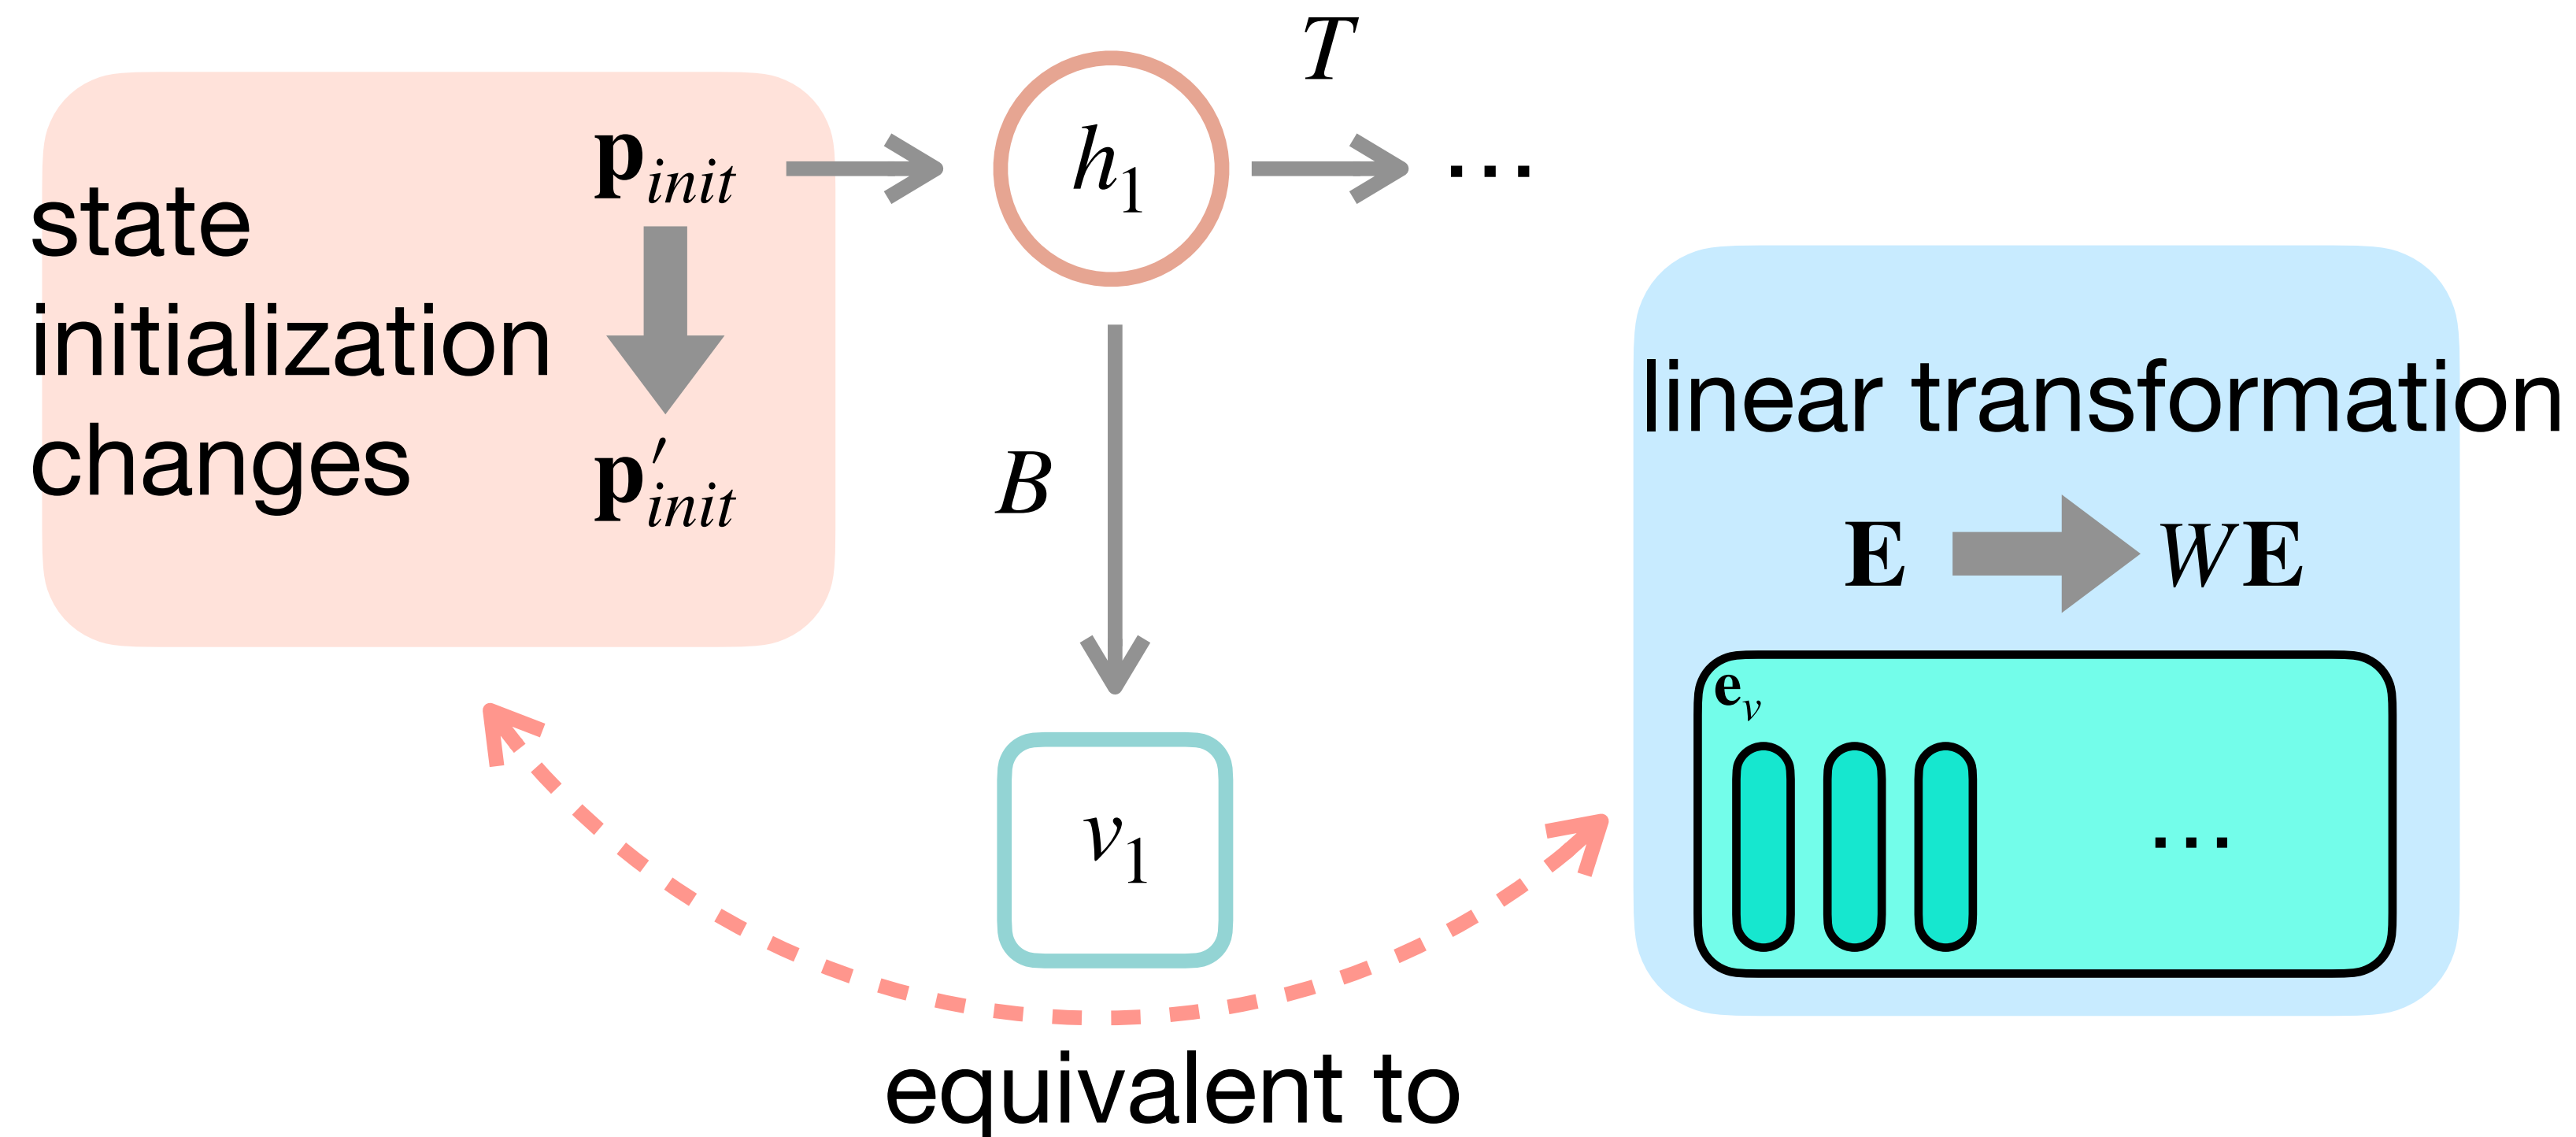 state
initialization
changes
p_init
p'_init
h_1
T
...
B
v_1
equivalent to
linear transformation
E
WE
e_v
...